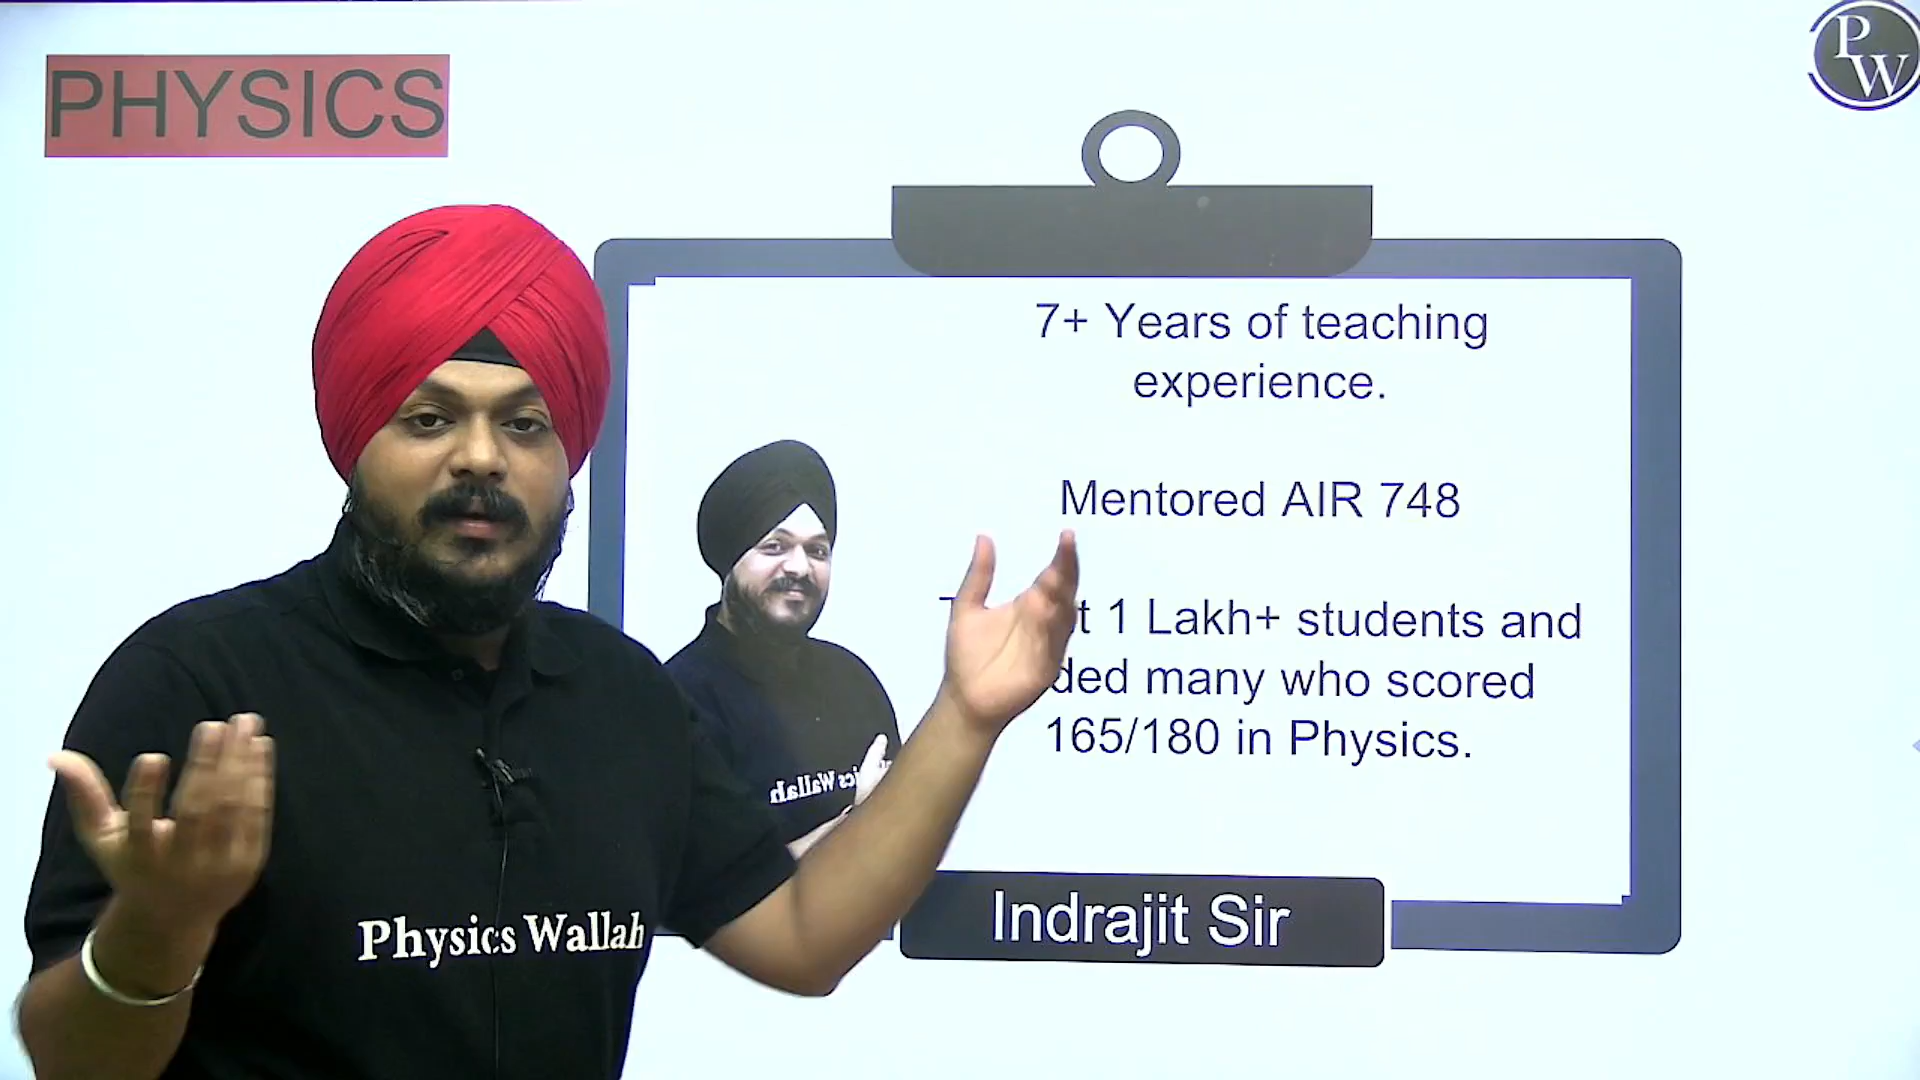 PHYSICS
PW
7+ Years of teaching
experience.
Mentored AIR 748
1 Lakh+ students and
many who scored
165/180 in Physics.
Physics Wallah
Wallah
Indrajit Sir